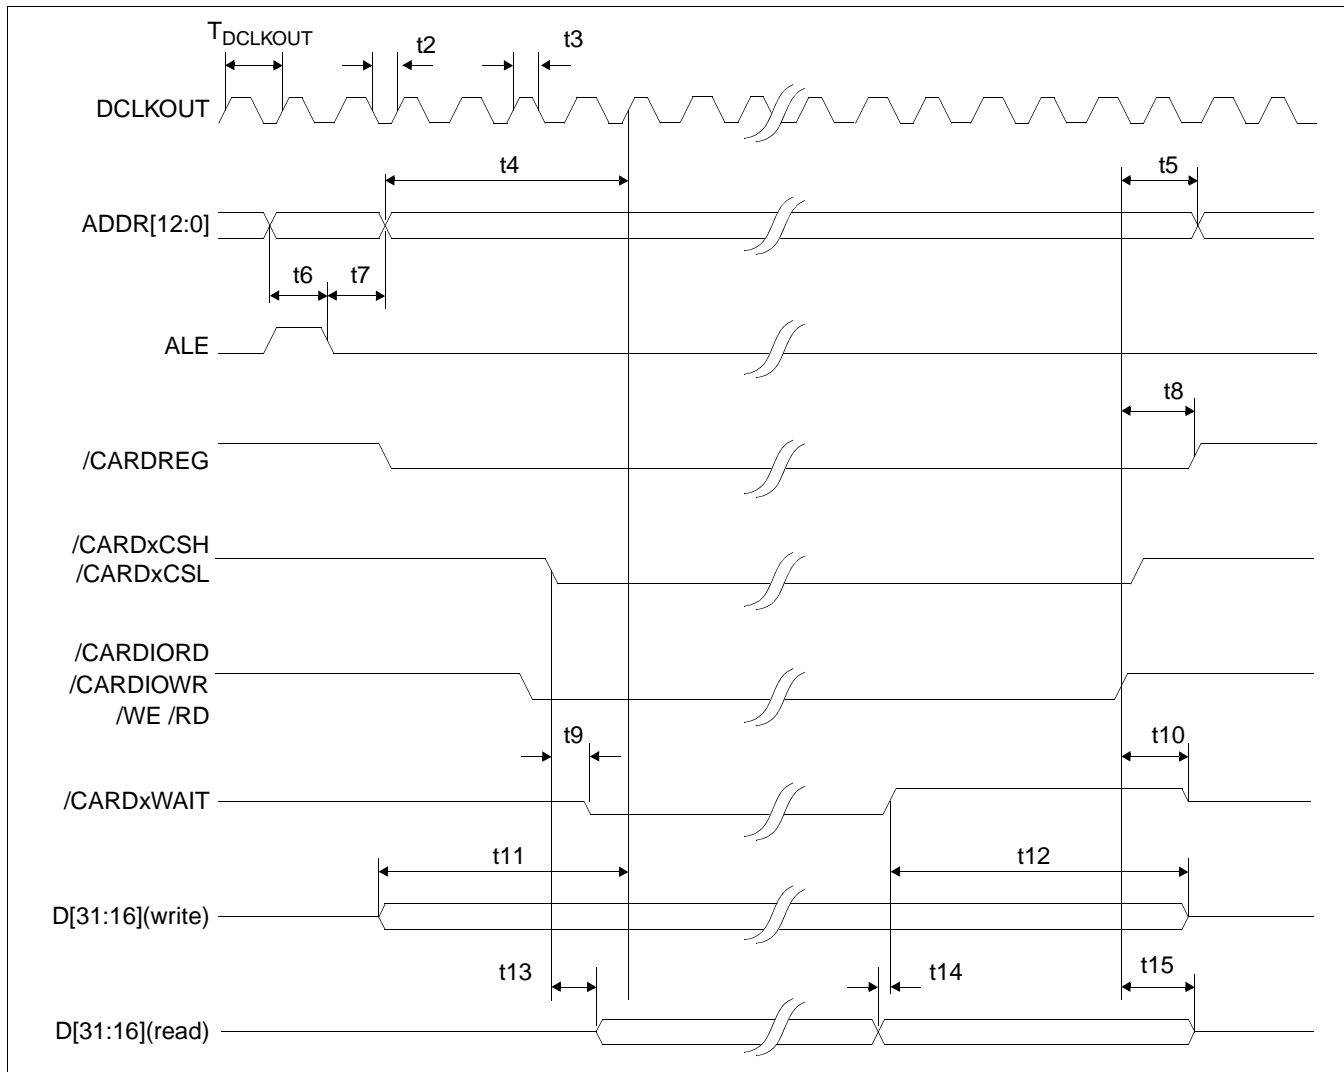 TDCLKOUT
t2
t3
DCLKOUT
t4
t5
ADDR[12:0]
t6
t7
ALE
t8
/CARDREG
/CARDxCSH
/CARDxCSL
/CARDIORD
/CARDIOWR
/WE /RD
t9
t10
/CARDxWAIT
t11
t12
D[31:16](write)
t13
t14
t15
D[31:16](read)